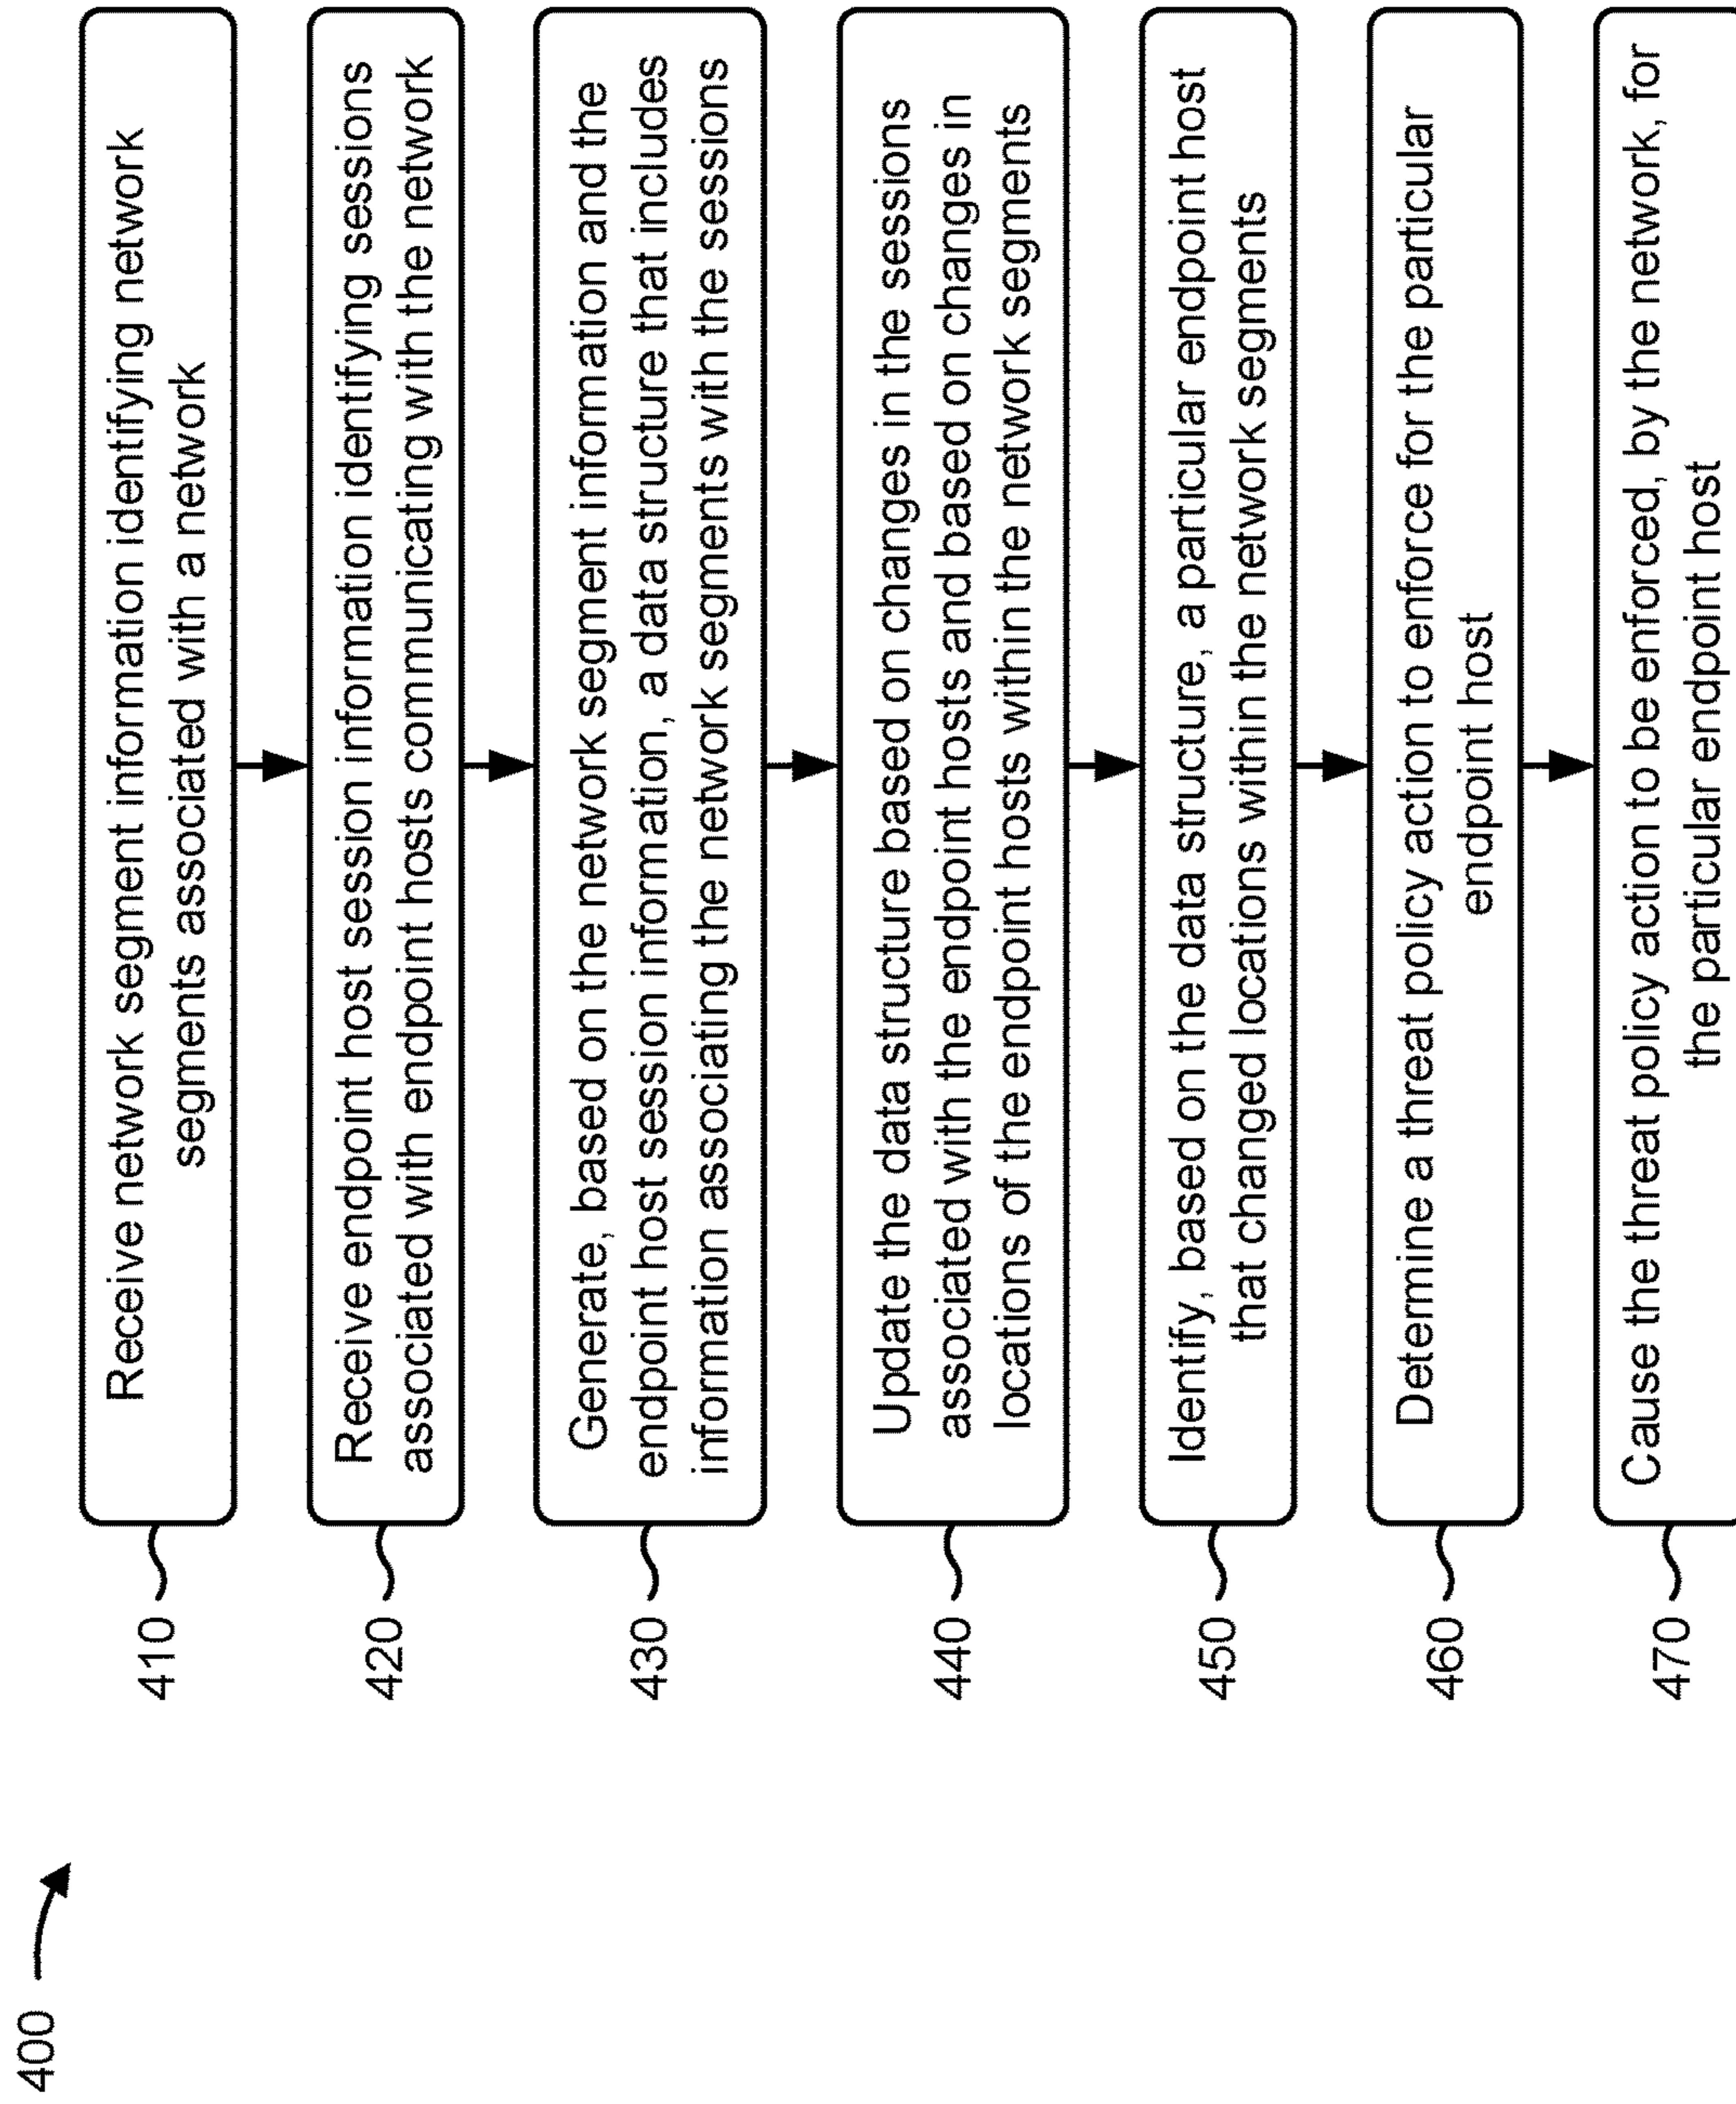 400
410
Receive network segment information identifying network
segments associated with a network
420
Receive endpoint host session information identifying sessions
associated with endpoint hosts communicating with the network
430
Generate, based on the network segment information and the
endpoint host session information, a data structure that includes
information associating the network segments with the sessions
440
Update the data structure based on changes in the sessions
associated with the endpoint hosts and based on changes in
locations of the endpoint hosts within the network segments
450
Identify, based on the data structure, a particular endpoint host
that changed locations within the network segments
460
Determine a threat policy action to enforce for the particular
endpoint host
470
Cause the threat policy action to be enforced, by the network, for
the particular endpoint host